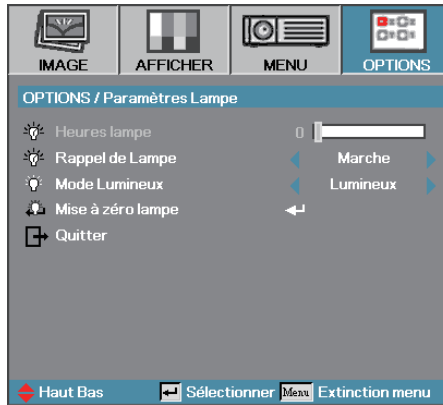 IMAGE AFFICHER MENU OPTIONS
OPTIONS / Paramètres Lampe
Heures lampe 0
Rappel de Lampe Marche
Mode Lumineux Lumineux
Mise à zéro lampe
Quitter
Haut Bas Sélectionner Menu Extinction menu